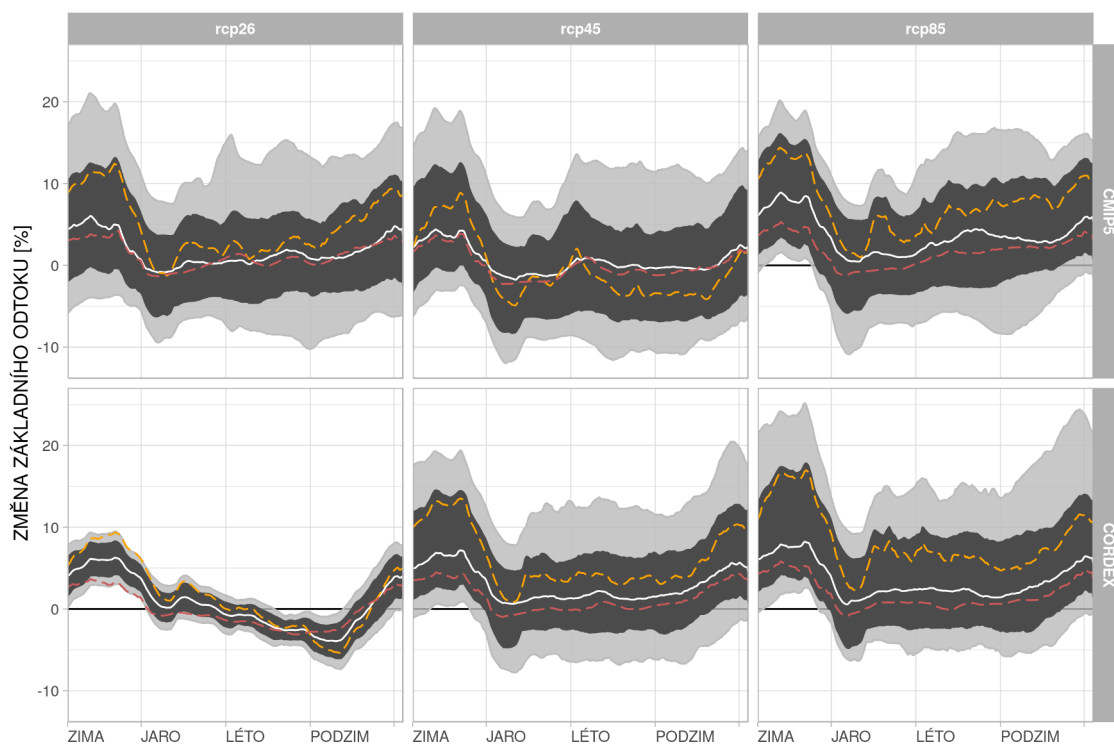 rcp26 rcp45 rcp85
ZMĚNA ZÁKLADNÍHO ODTOKU [%]
20
10
0
-10
CMIP5
20
10
0
-10
CORDEX
ZIMA JARO LÉTO PODZIM ZIMA JARO LÉTO PODZIM ZIMA JARO LÉTO PODZIM